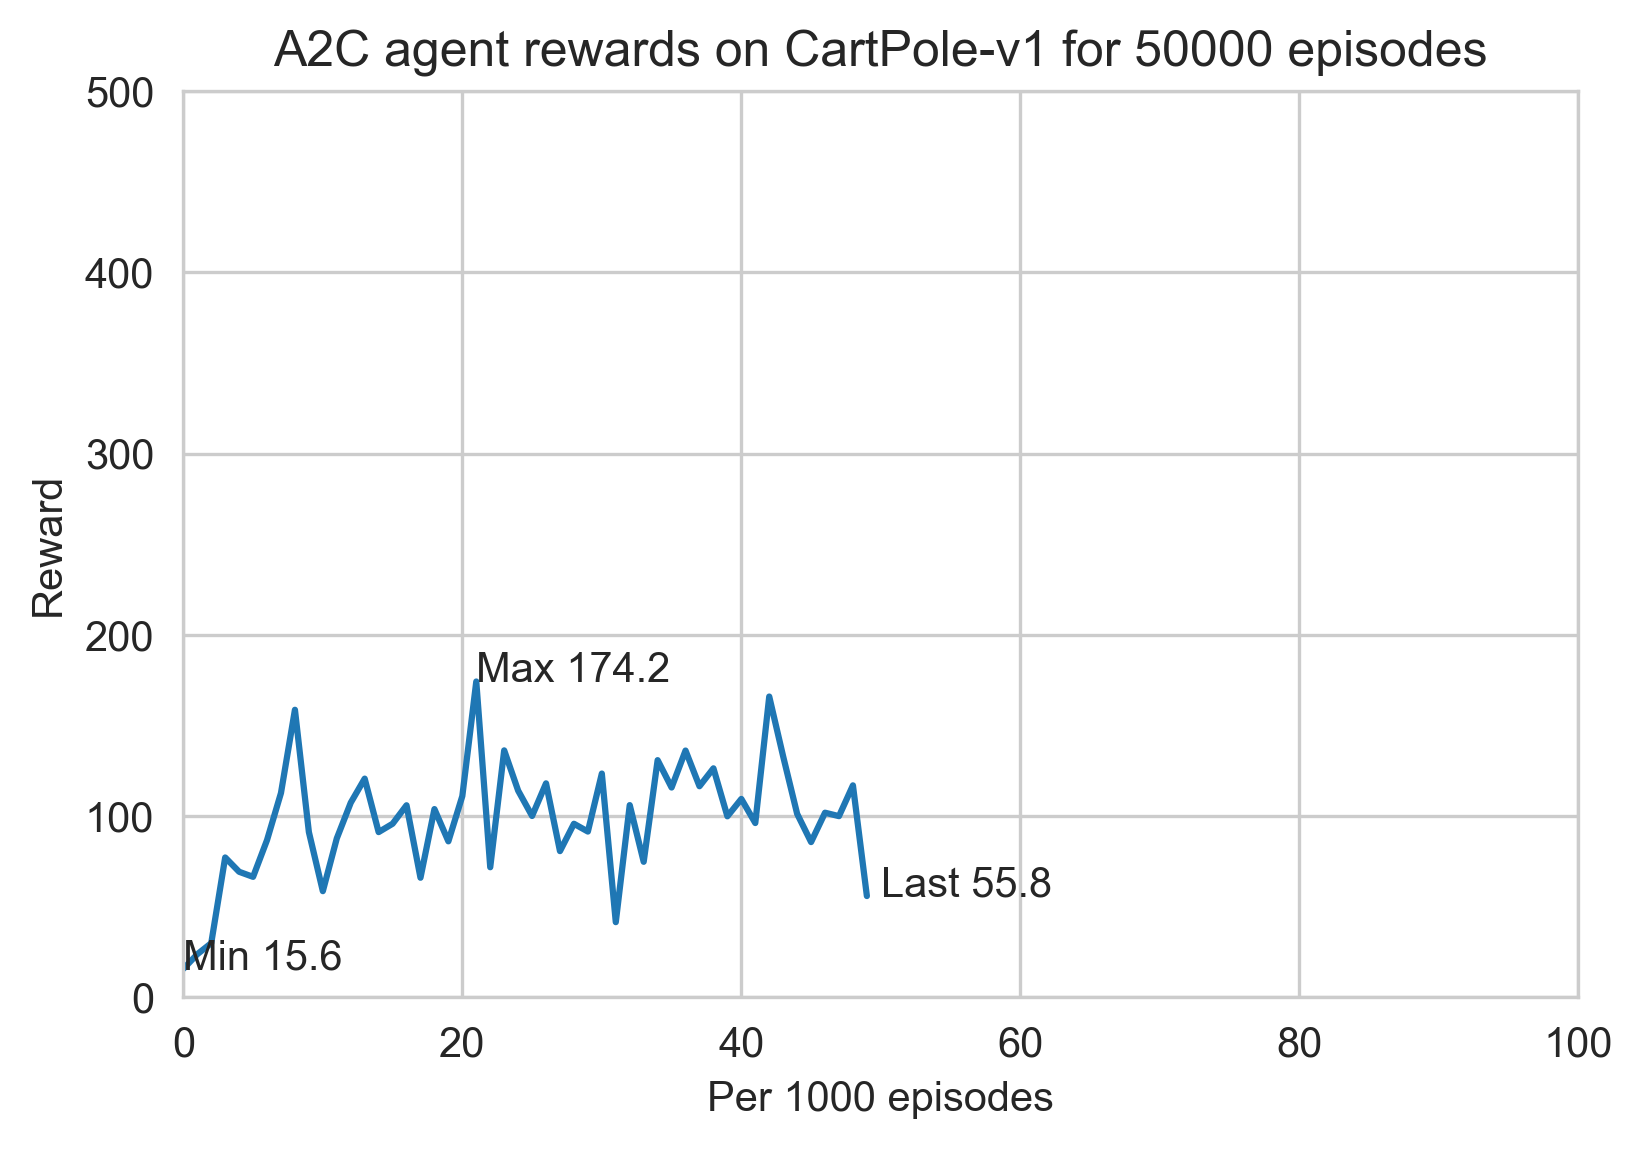 A2C agent rewards on CartPole-v1 for 50000 episodes
500
400
300
200
100
0
Reward
Max 174.2
Last 55.8
Min 15.6
0 20 40 60 80 100
Per 1000 episodes